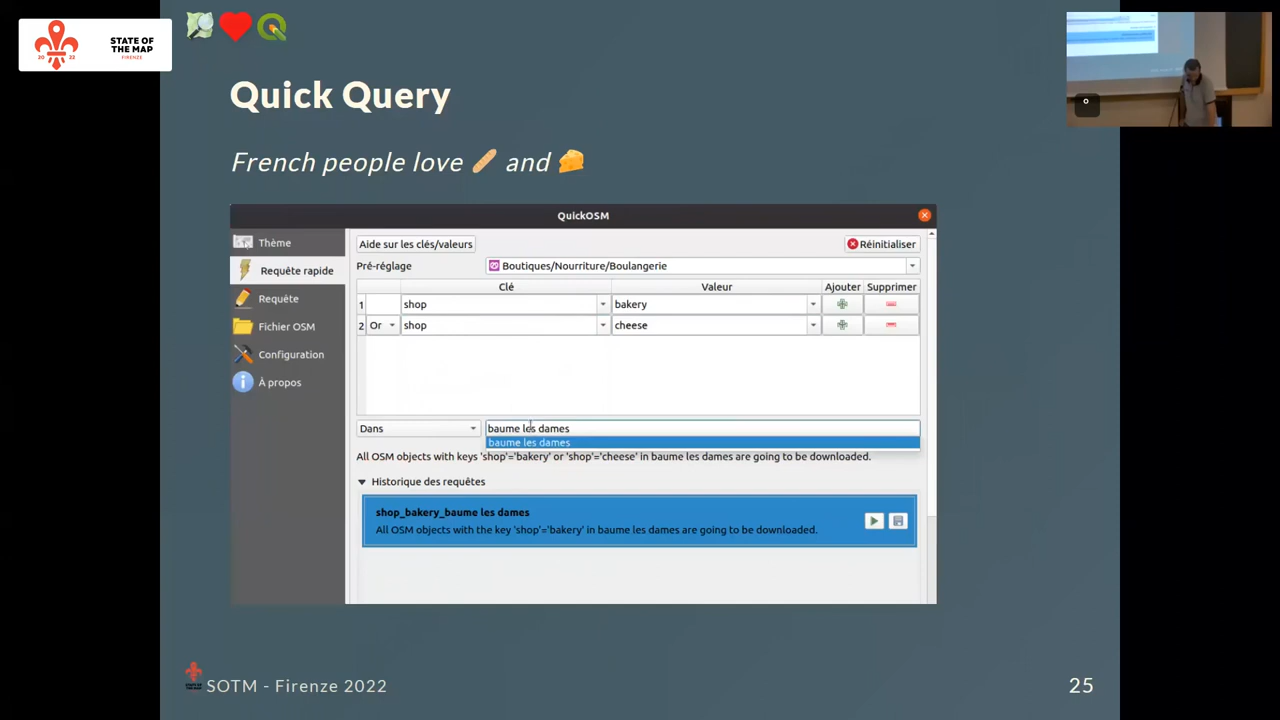 STATE OF
THE MAP
FIRENZE
20 22
Quick Query
French people love and
QuickOSM
Thème
Requête rapide
Requête
Fichier OSM
Configuration
À propos
Aide sur les clés/valeurs
Réinitialiser
Pré-réglage
Boutiques/Nourriture/Boulangerie
Clé Valeur Ajouter Supprimer
1 shop bakery
2 Or shop cheese
Dans
baume les dames
baume les dames
All OSM objects with keys 'shop'='bakery' or 'shop'='cheese' in baume les dames are going to be downloaded.
Historique des requêtes
shop_bakery_baume les dames
All OSM objects with the key 'shop'='bakery' in baume les dames are going to be downloaded.
SOTM - Firenze 2022
25